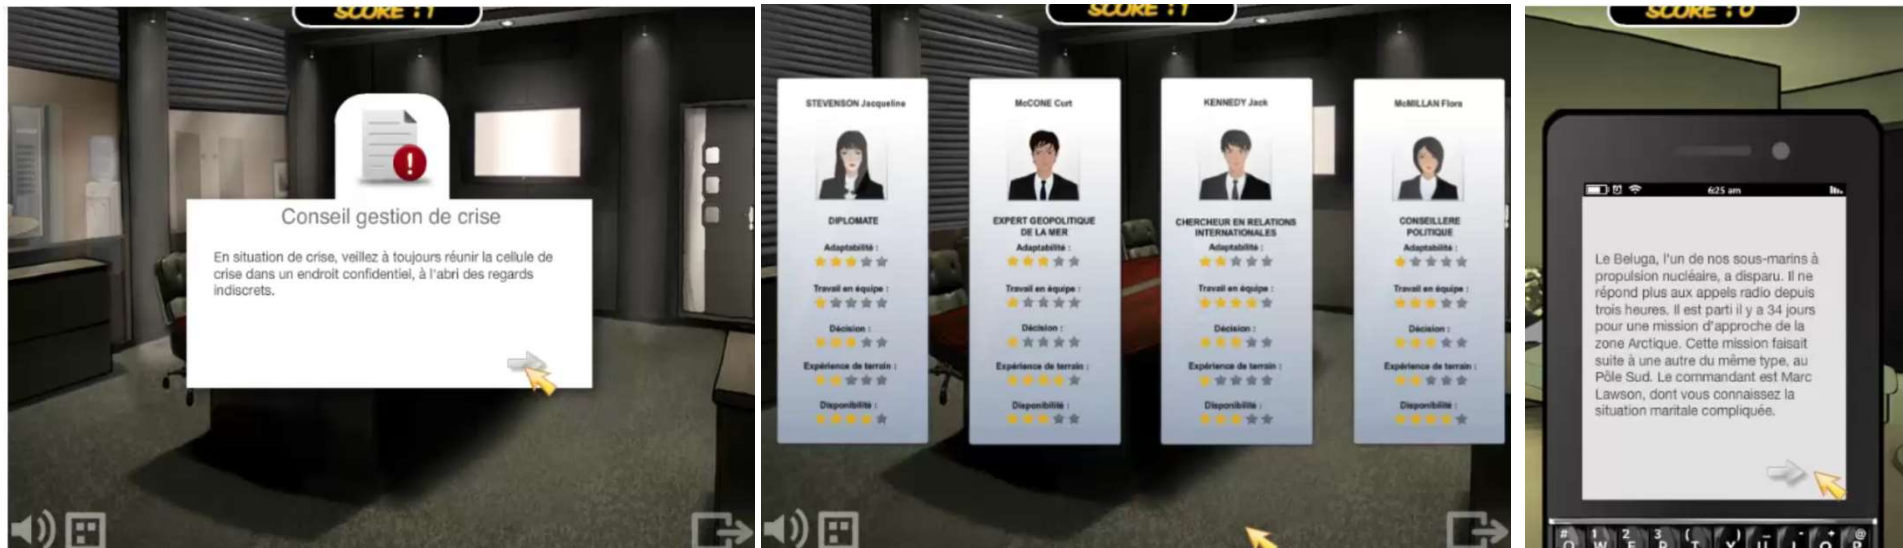 SCORE : 1
Conseil gestion de crise
En situation de crise, veillez à toujours réunir la cellule de
crise dans un endroit confidentiel, à l'abri des regards
indiscrets.
SCORE : 1
STEVENSON Jacqueline
DIPLOMATE
Adaptabilité :
Travail en équipe :
Décision :
Expérience de terrain :
Disponibilité :
McCONE Curt
EXPERT GEOPOLITIQUE
DE LA MER
Adaptabilité :
Travail en équipe :
Décision :
Expérience de terrain :
Disponibilité :
KENNEDY Jack
CHERCHEUR EN RELATIONS
INTERNATIONALES
Adaptabilité :
Travail en équipe :
Décision :
Expérience de terrain :
Disponibilité :
McMILLAN Flora
CONSEILLERE
POLITIQUE
Adaptabilité :
Travail en équipe :
Décision :
Expérience de terrain :
Disponibilité :
SCORE : 0
6:25 am
Le Beluga, l'un de nos sous-marins à
propulsion nucléaire, a disparu. Il ne
répond plus aux appels radio depuis
trois heures. Il est parti il y a 34 jours
pour une mission d'approche de la
zone Arctique. Cette mission faisait
suite à une autre du même type, au
Pôle Sud. Le commandant est Marc
Lawson, dont vous connaissez la
situation maritale compliquée.